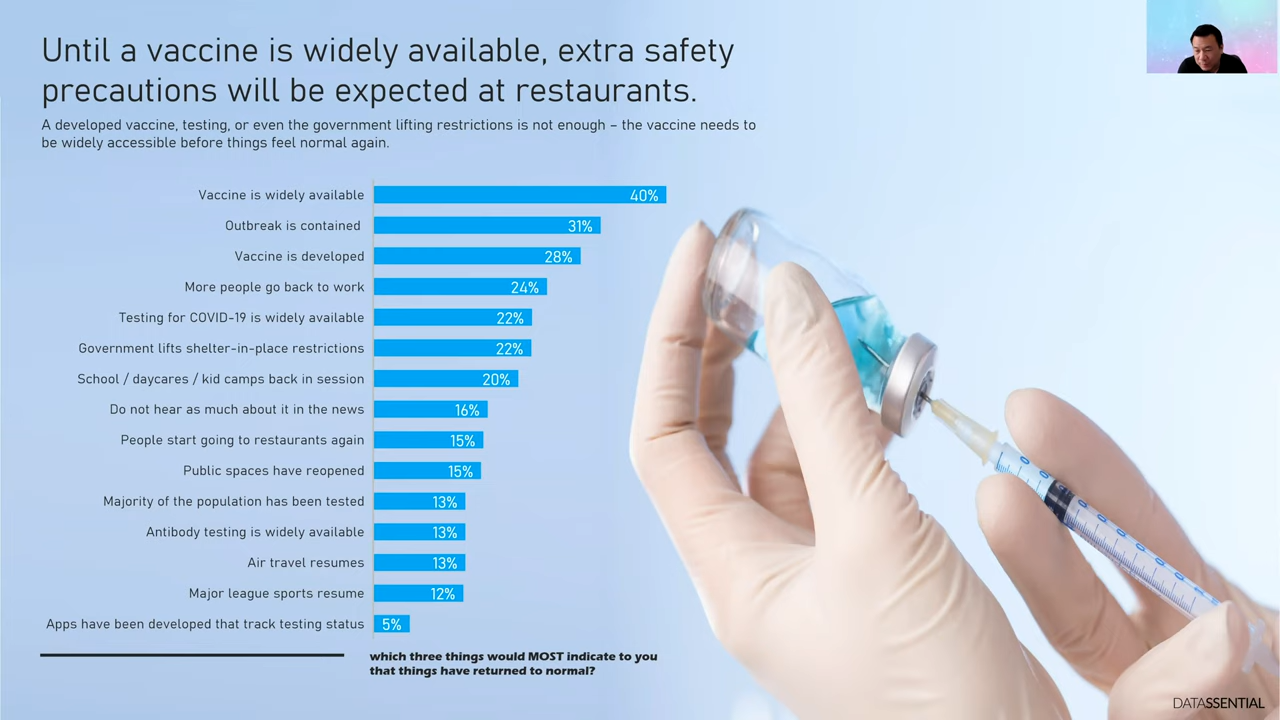 Until a vaccine is widely available, extra safety
precautions will be expected at restaurants.
A developed vaccine, testing, or even the government lifting restrictions is not enough – the vaccine needs to
be widely accessible before things feel normal again.
Vaccine is widely available 40%
Outbreak is contained 31%
Vaccine is developed 28%
More people go back to work 24%
Testing for COVID-19 is widely available 22%
Government lifts shelter-in-place restrictions 22%
School / daycares / kid camps back in session 20%
Do not hear as much about it in the news 16%
People start going to restaurants again 15%
Public spaces have reopened 15%
Majority of the population has been tested 13%
Antibody testing is widely available 13%
Air travel resumes 13%
Major league sports resume 12%
Apps have been developed that track testing status 5%
which three things would MOST indicate to you
that things have returned to normal?
DATASSENTIAL